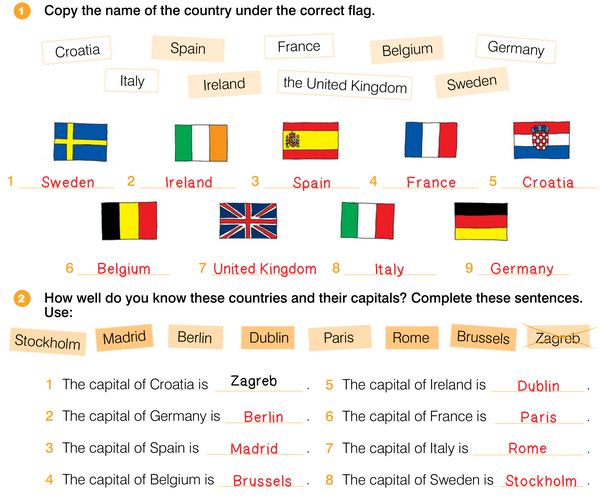 1 Copy the name of the country under the correct flag.
Croatia Spain France Belgium Germany
Italy Ireland the United Kingdom Sweden
1 Sweden 2 Ireland 3 Spain 4 France 5 Croatia
6 Belgium 7 United Kingdom 8 Italy 9 Germany
2 How well do you know these countries and their capitals? Complete these sentences.
Use:
Stockholm Madrid Berlin Dublin Paris Rome Brussels Zagreb
1 The capital of Croatia is Zagreb . 5 The capital of Ireland is Dublin .
2 The capital of Germany is Berlin . 6 The capital of France is Paris .
3 The capital of Spain is Madrid . 7 The capital of Italy is Rome .
4 The capital of Belgium is Brussels . 8 The capital of Sweden is Stockholm .